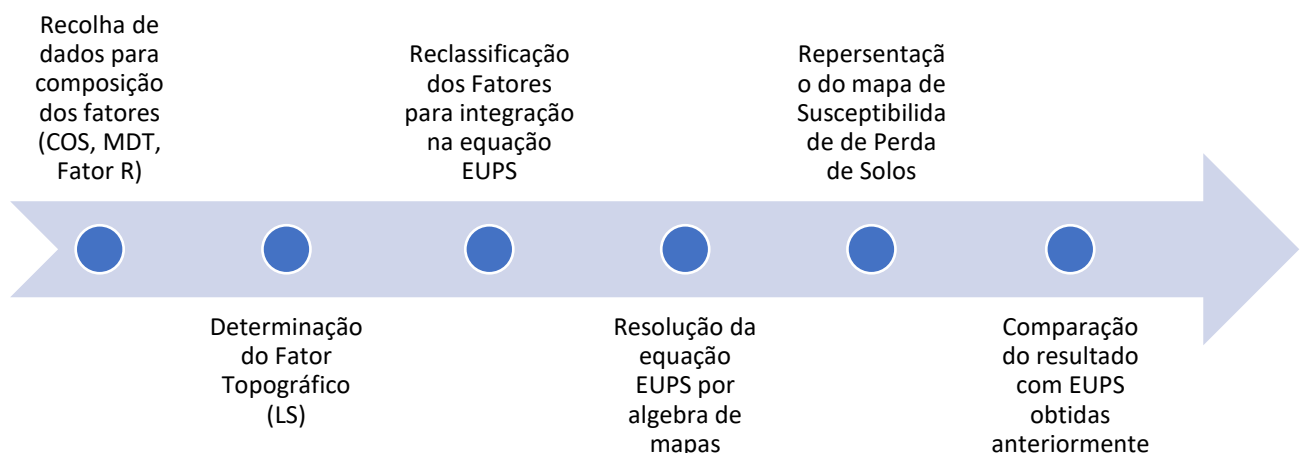 Recolha de
dados para
composição
dos fatores
(COS, MDT,
Fator R)
Determinação
do Fator
Topográfico
(LS)
Reclassificação
dos Fatores
para integração
na equação
EUPS
Resolução da
equação
EUPS por
algebra de
mapas
Repersentaçã
o do mapa de
Susceptibilida
de de Perda
de Solos
Comparação
do resultado
com EUPS
obtidas
anteriormente